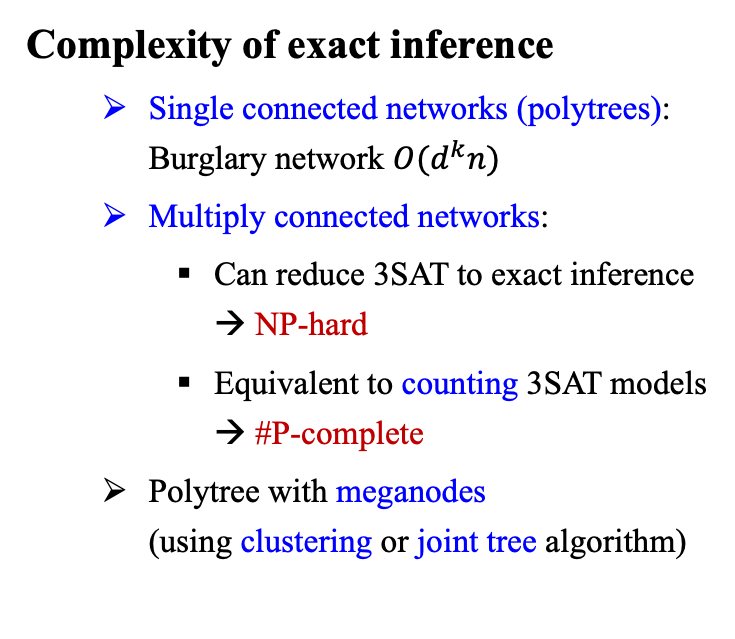 Complexity of exact inference
➢ Single connected networks (polytrees):
Burglary network 𝑂(𝑑ᵏ𝑛)
➢ Multiply connected networks:
▪ Can reduce 3SAT to exact inference
→ NP-hard
▪ Equivalent to counting 3SAT models
→ #P-complete
➢ Polytree with meganodes
(using clustering or joint tree algorithm)